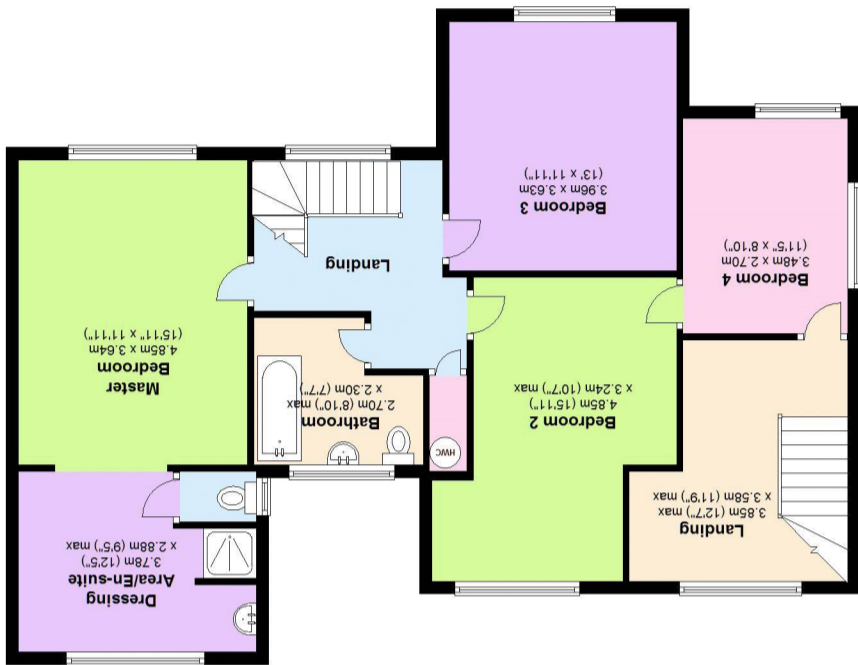 Dressing
Area/En-suite
3.78m (12'5")
x 2.88m (9'5") max
Landing
3.85m (12'7") max
x 3.58m (11'9") max
HWC
Bedroom 2
4.85m (15'11")
x 3.24m (10'7") max
Bathroom
2.70m (8'10") max
x 2.30m (7'7")
Master
Bedroom
4.85m x 3.64m
(15'11" x 11'11")
Bedroom 4
3.48m x 2.70m
(11'5" x 8'10")
Landing
Bedroom 3
3.96m x 3.63m
(13' x 11'11")